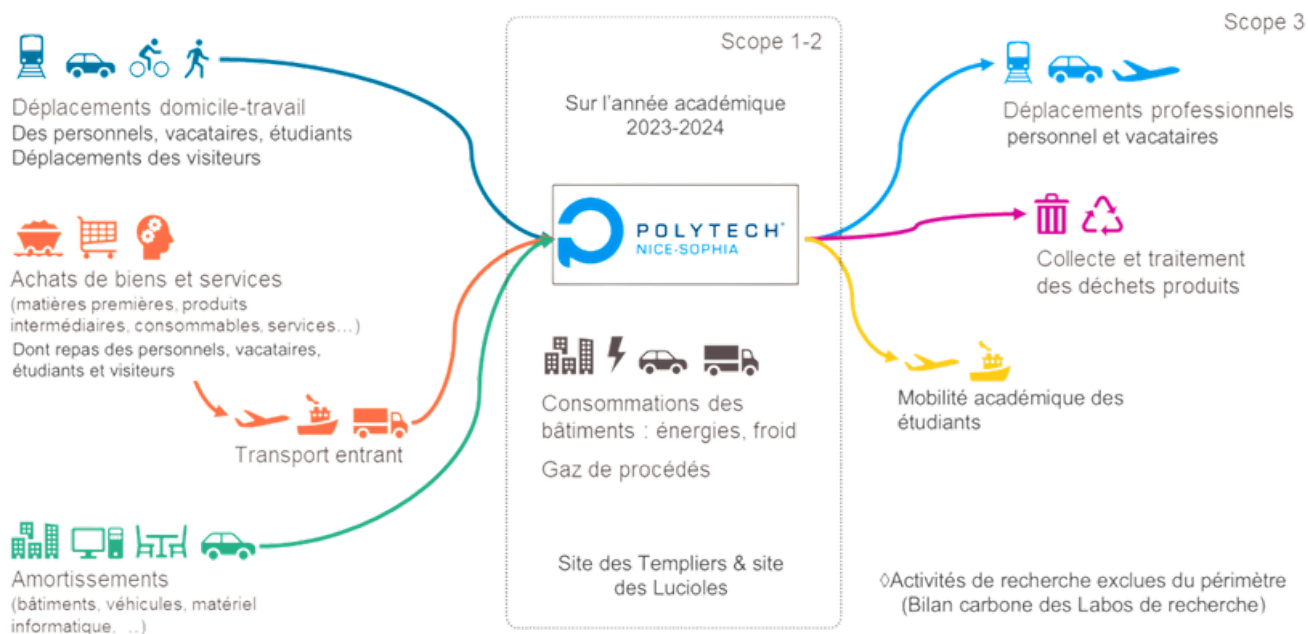 Scope 3
Scope 1-2
Sur l'année académique
2023-2024
Déplacements domicile-travail
Des personnels, vacataires, étudiants
Déplacements des visiteurs
Déplacements professionnels
personnel et vacataires
POLYTECH®
NICE-SOPHIA
Achats de biens et services
(matières premières, produits
intermédiaires, consommables, services...)
Dont repas des personnels, vacataires,
étudiants et visiteurs
Transport entrant
Collecte et traitement
des déchets produits
Consommations des
bâtiments : énergies, froid
Gaz de procédés
Mobilité académique des
étudiants
Amortissements
(bâtiments, véhicules, matériel
informatique, ...)
Site des Templiers & site
des Lucioles
◊Activités de recherche exclues du périmètre
(Bilan carbone des Labos de recherche)